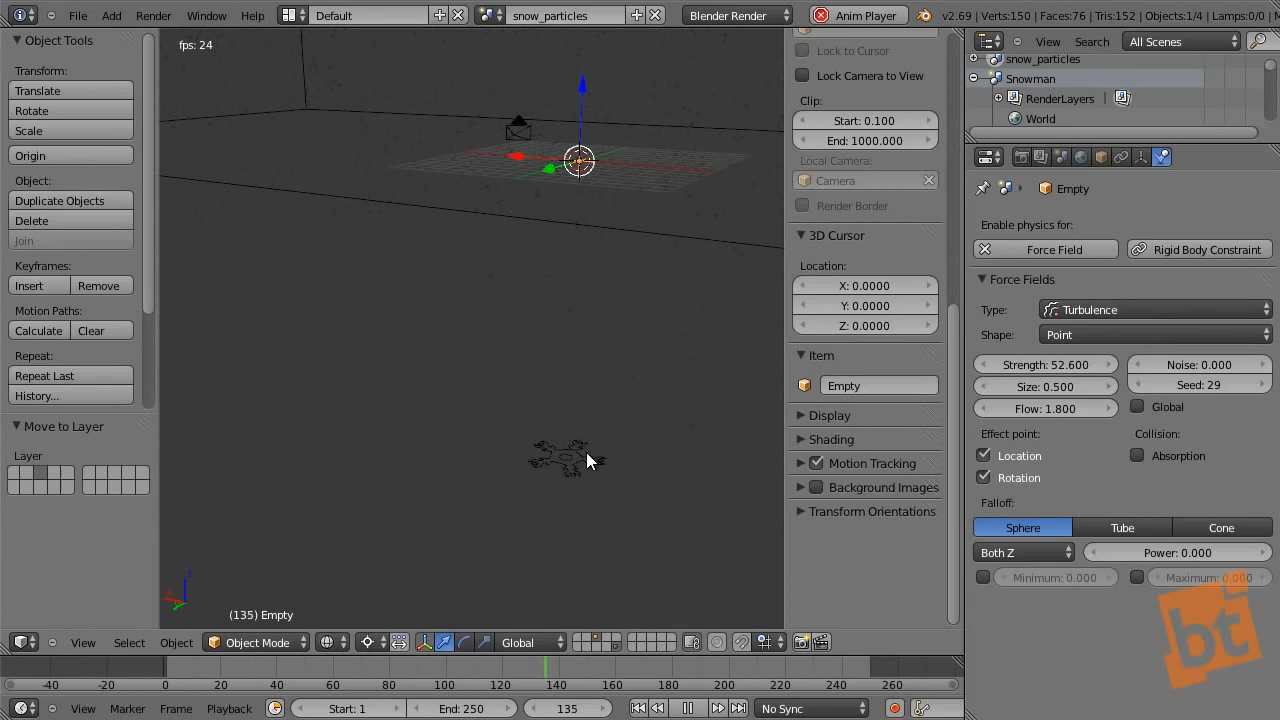 File Add Render Window Help Default snow_particles Blender Render Anim Player v2.69 | Verts:150 | Faces:76 | Tris:152 | Objects:1/4 | Lamps:0/0 | M
Object Tools
Transform:
Translate
Rotate
Scale
Origin
Object:
Duplicate Objects
Delete
Join
Keyframes:
Insert Remove
Motion Paths:
Calculate Clear
Repeat:
Repeat Last
History...
Move to Layer
Layer
fps: 24
(135) Empty
Lock to Cursor
Lock Camera to View
Clip:
Start: 0.100
End: 1000.000
Local Camera:
Camera
Render Border
3D Cursor
Location:
X: 0.0000
Y: 0.0000
Z: 0.0000
Item
Empty
Display
Shading
Motion Tracking
Background Images
Transform Orientations
View Search All Scenes
snow_particles
Snowman
RenderLayers |
World
Empty
Enable physics for:
Force Field Rigid Body Constraint
Force Fields
Type: Turbulence
Shape: Point
Strength: 52.600 Noise: 0.000
Size: 0.500 Seed: 29
Flow: 1.800 Global
Effect point: Collision:
Location Absorption
Rotation
Falloff:
Sphere Tube Cone
Both Z Power: 0.000
Minimum: 0.000 Maximum: 0.000
bt
View Select Object Object Mode Global
-40 -20 0 20 40 60 80 100 120 140 160 180 200 220 240 260
View Marker Frame Playback Start: 1 End: 250 135 No Sync